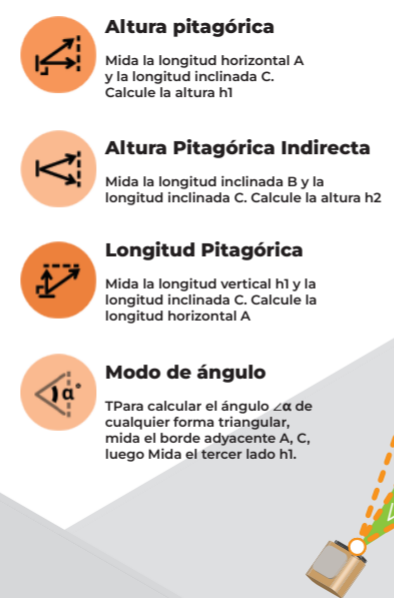 Altura pitagórica
Mida la longitud horizontal A
y la longitud inclinada C.
Calcule la altura h1
Altura Pitagórica Indirecta
Mida la longitud inclinada B y la
longitud inclinada C. Calcule la altura h2
Longitud Pitagórica
Mida la longitud vertical h1 y la
longitud inclinada C. Calcule la
longitud horizontal A
α°
Modo de ángulo
TPara calcular el ángulo ∠α de
cualquier forma triangular,
mida el borde adyacente A, C,
luego Mida el tercer lado h1.